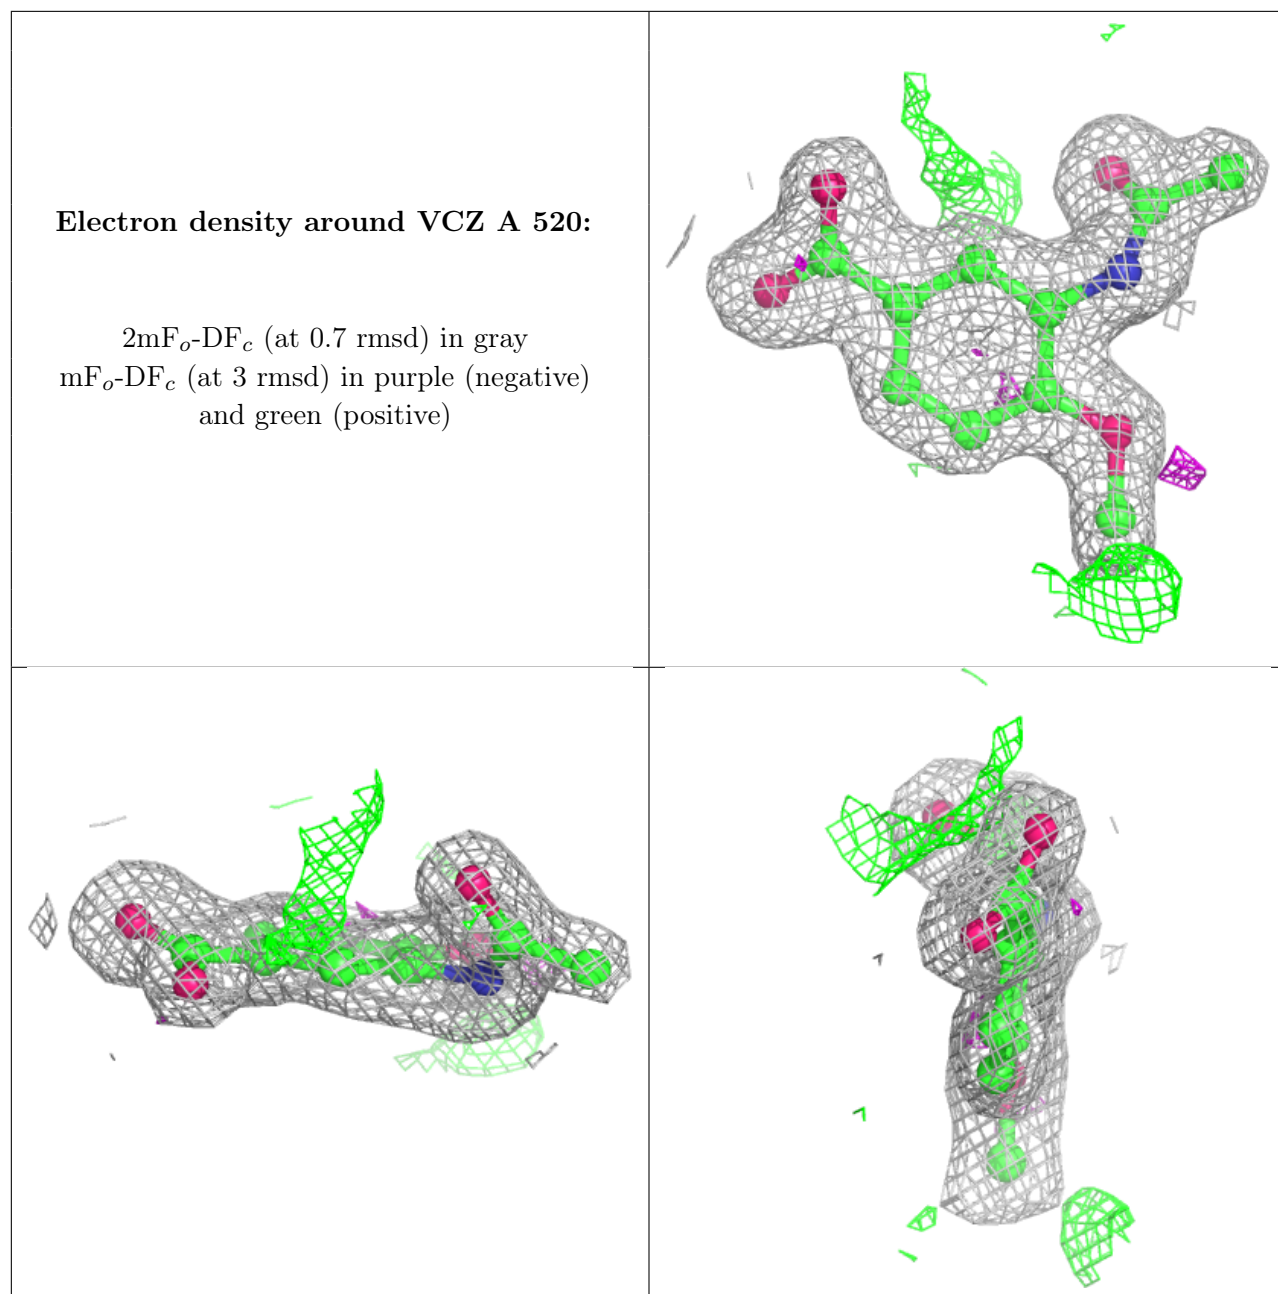 Electron density around VCZ A 520:
2mFo-DFc (at 0.7 rmsd) in gray
mFo-DFc (at 3 rmsd) in purple (negative)
and green (positive)